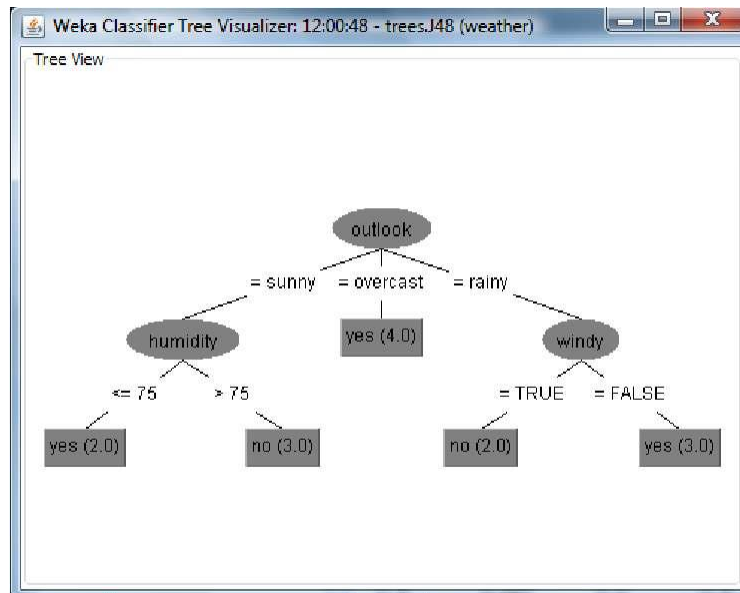 Weka Classifier Tree Visualizer: 12:00:48 - trees.J48 (weather)
Tree View
outlook
= sunny = overcast = rainy
humidity yes (4.0) windy
<= 75 > 75 = TRUE = FALSE
yes (2.0) no (3.0) no (2.0) yes (3.0)